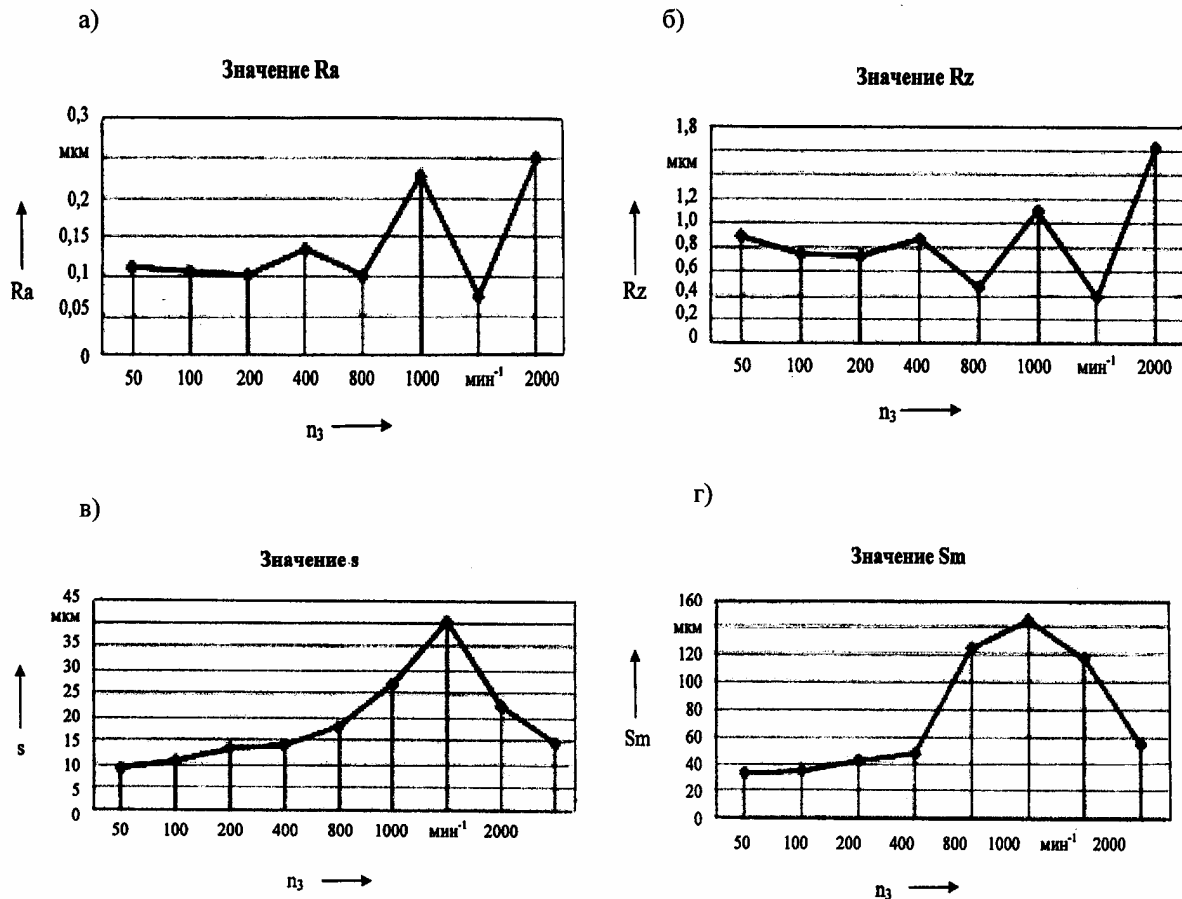 а)
Значение Ra
0,3
мкм
0,2
0,15
0,1
0,05
0
Ra
50 100 200 400 800 1000 мин⁻¹ 2000
n₃
б)
Значение Rz
1,8
мкм
1,2
1,0
0,8
0,6
0,4
0,2
0
Rz
50 100 200 400 800 1000 мин⁻¹ 2000
n₃
в)
Значение s
45
мкм
35
30
25
20
15
10
5
0
s
50 100 200 400 800 1000 мин⁻¹ 2000
n₃
г)
Значение Sm
160
мкм
120
100
80
60
40
20
0
Sm
50 100 200 400 800 1000 мин⁻¹ 2000
n₃